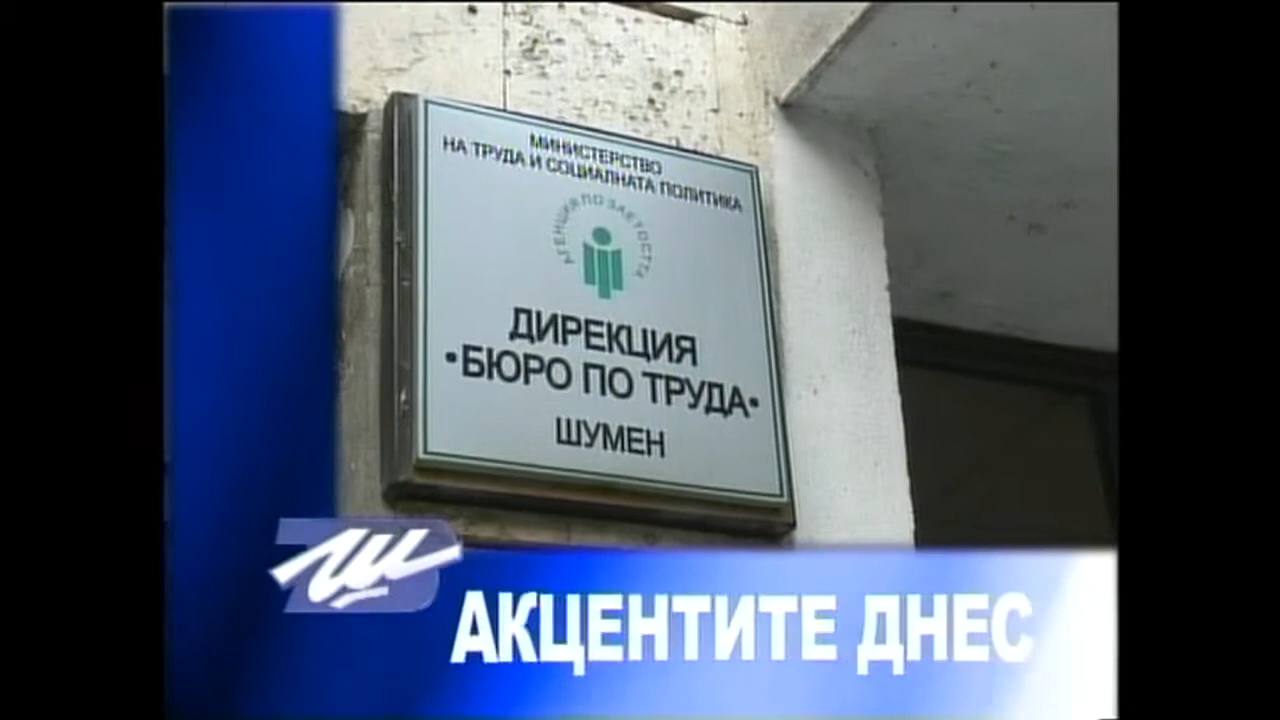 МИНИСТЕРСТВО
НА ТРУДА И СОЦИАЛНАТА ПОЛИТИКА
АГЕНЦИЯ ПО ЗАЕТОСТТА
ДИРЕКЦИЯ
•БЮРО ПО ТРУДА•
ШУМЕН
Ш
АКЦЕНТИТЕ ДНЕС